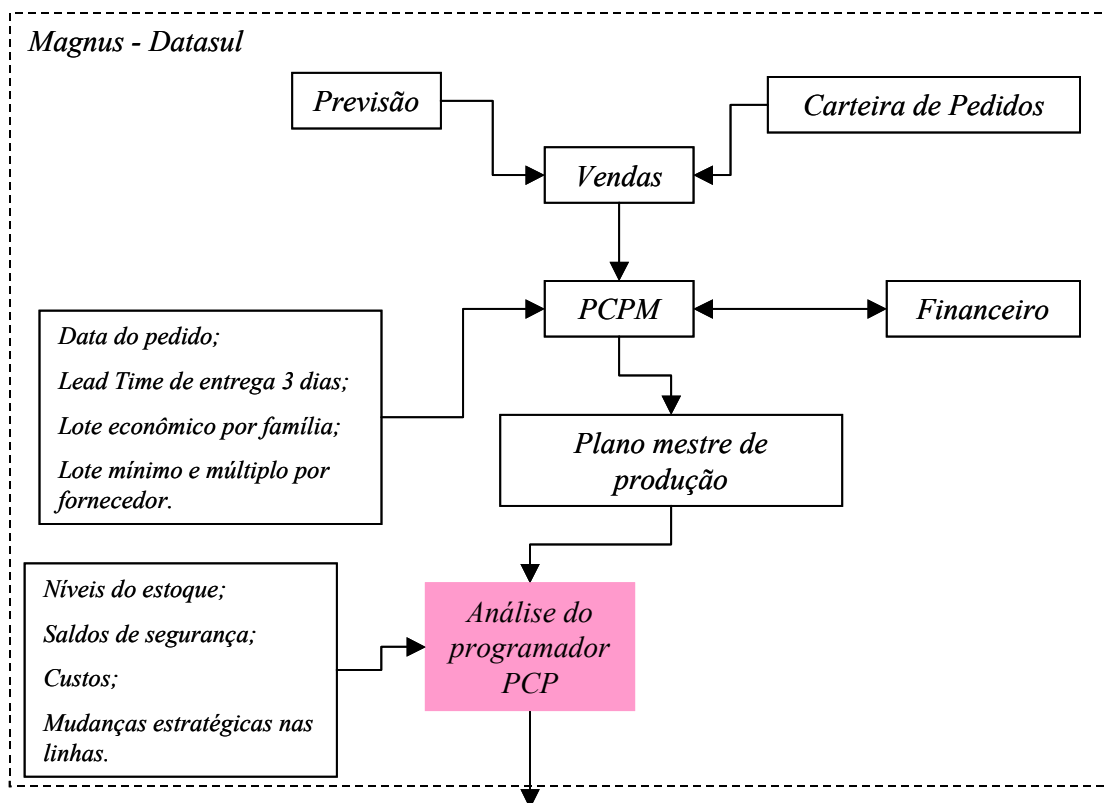 Magnus - Datasul
Previsão
Carteira de Pedidos
Vendas
PCPM
Financeiro
Data do pedido;
Lead Time de entrega 3 dias;
Lote econômico por família;
Lote mínimo e múltiplo por
fornecedor.
Plano mestre de
produção
Níveis do estoque;
Saldos de segurança;
Custos;
Mudanças estratégicas nas
linhas.
Análise do
programador
PCP